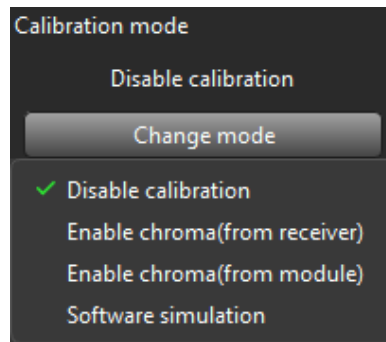 Calibration mode
Disable calibration
Change mode
Disable calibration
Enable chroma(from receiver)
Enable chroma(from module)
Software simulation